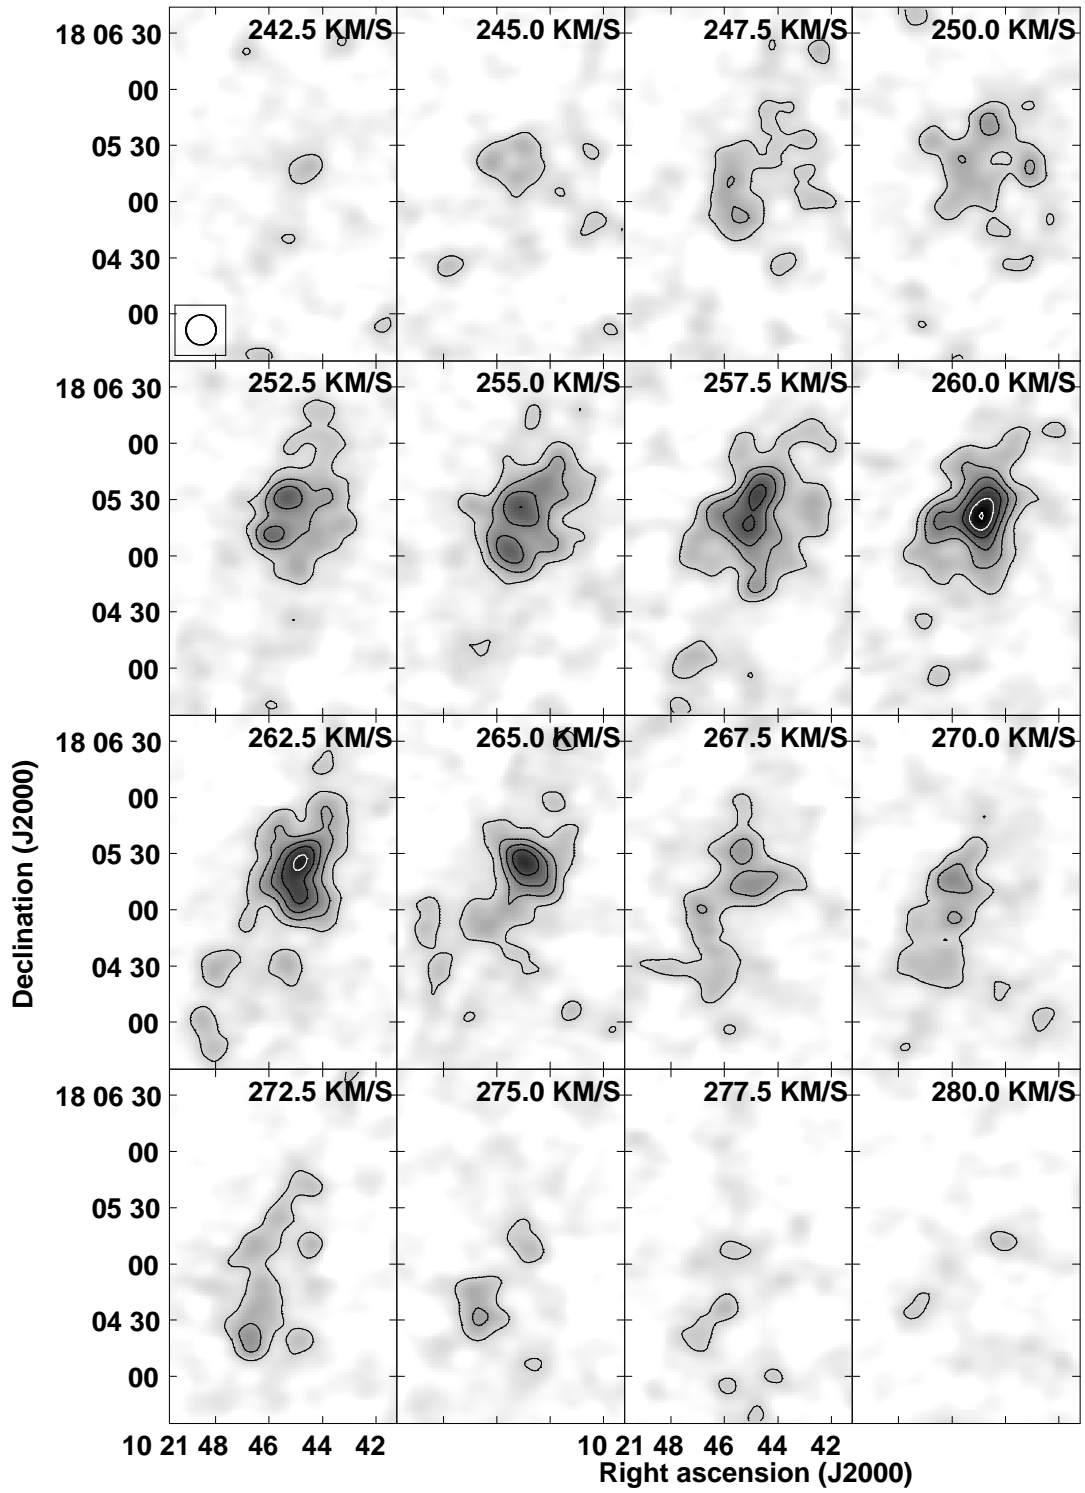 18 06 30 242.5 KM/S 245.0 KM/S 247.5 KM/S 250.0 KM/S
00
05 30
00
04 30
00
18 06 30 252.5 KM/S 255.0 KM/S 257.5 KM/S 260.0 KM/S
00
05 30
00
04 30
00
18 06 30 262.5 KM/S 265.0 KM/S 267.5 KM/S 270.0 KM/S
00
05 30
00
04 30
00
Declination (J2000)
18 06 30 272.5 KM/S 275.0 KM/S 277.5 KM/S 280.0 KM/S
00
05 30
00
04 30
00
10 21 48 46 44 42 10 21 48 46 44 42
Right ascension (J2000)